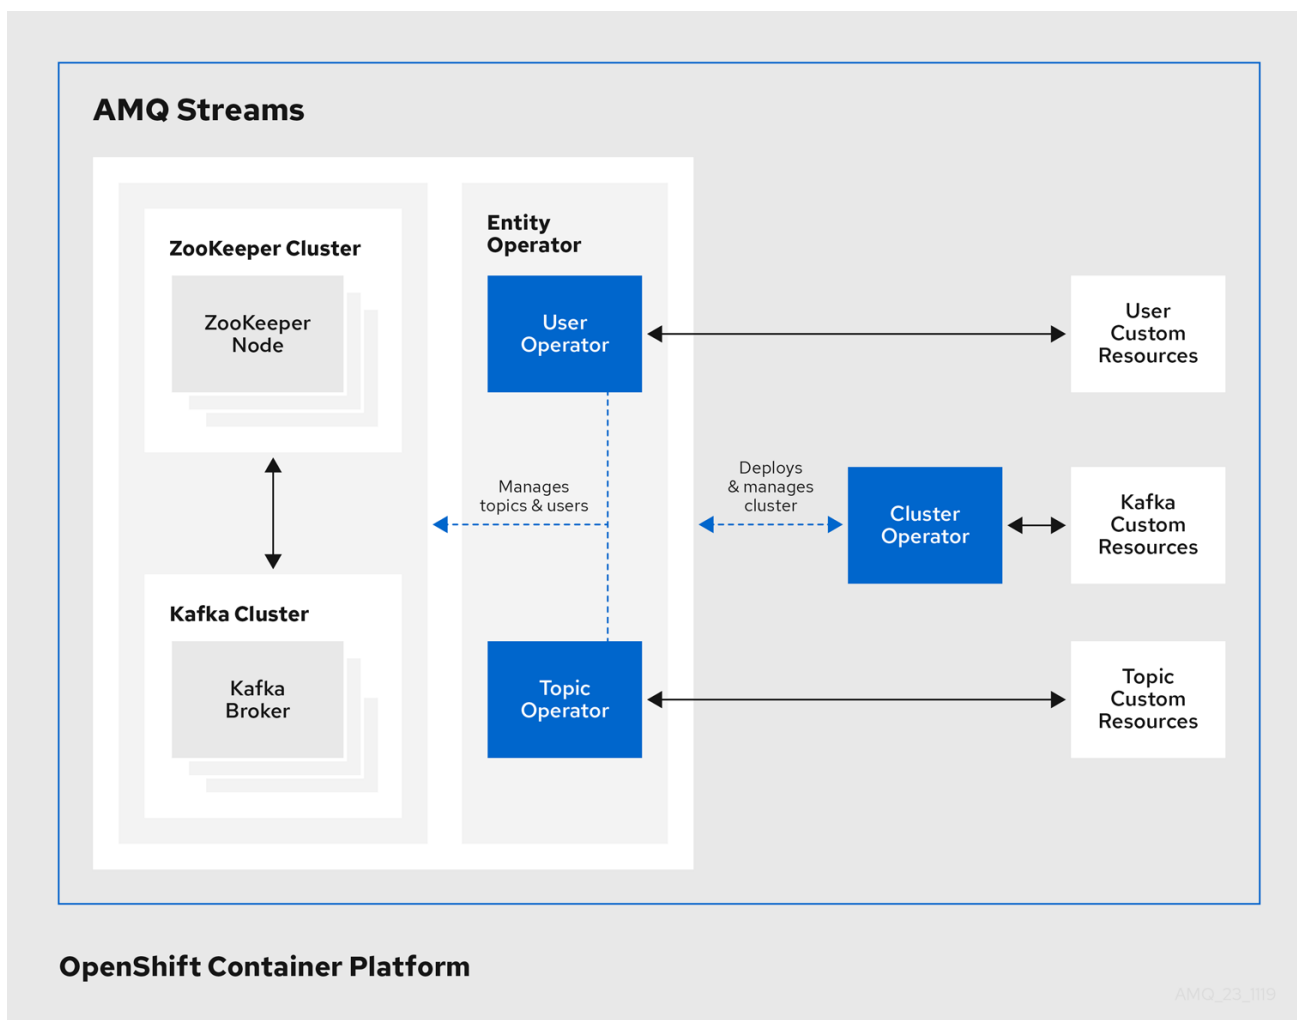 AMQ Streams
ZooKeeper Cluster
ZooKeeper
Node
Kafka Cluster
Kafka
Broker
Entity
Operator
User
Operator
Manages
topics & users
Topic
Operator
Deploys
& manages
cluster
Cluster
Operator
User
Custom
Resources
Kafka
Custom
Resources
Topic
Custom
Resources
OpenShift Container Platform
AMQ_23_1119